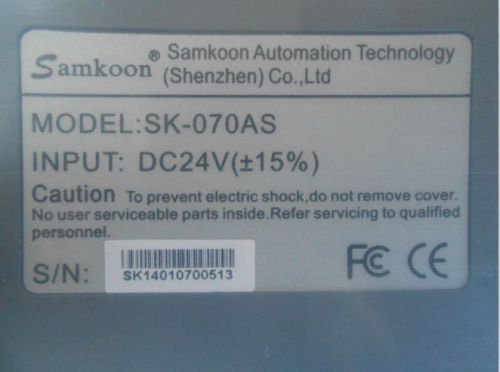 Samkoon® Samkoon Automation Technology
(Shenzhen) Co.,Ltd
MODEL:SK-070AS
INPUT: DC24V(±15%)
Caution To prevent electric shock,do not remove cover.
No user serviceable parts inside.Refer servicing to qualified
personnel.
S/N: SK14010700513 FC CE